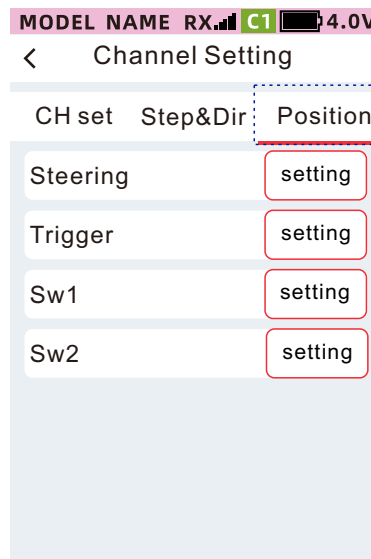 MODEL NAME RX C1 4.0V
< Channel Setting
CH set Step&Dir Position
Steering setting
Trigger setting
Sw1 setting
Sw2 setting